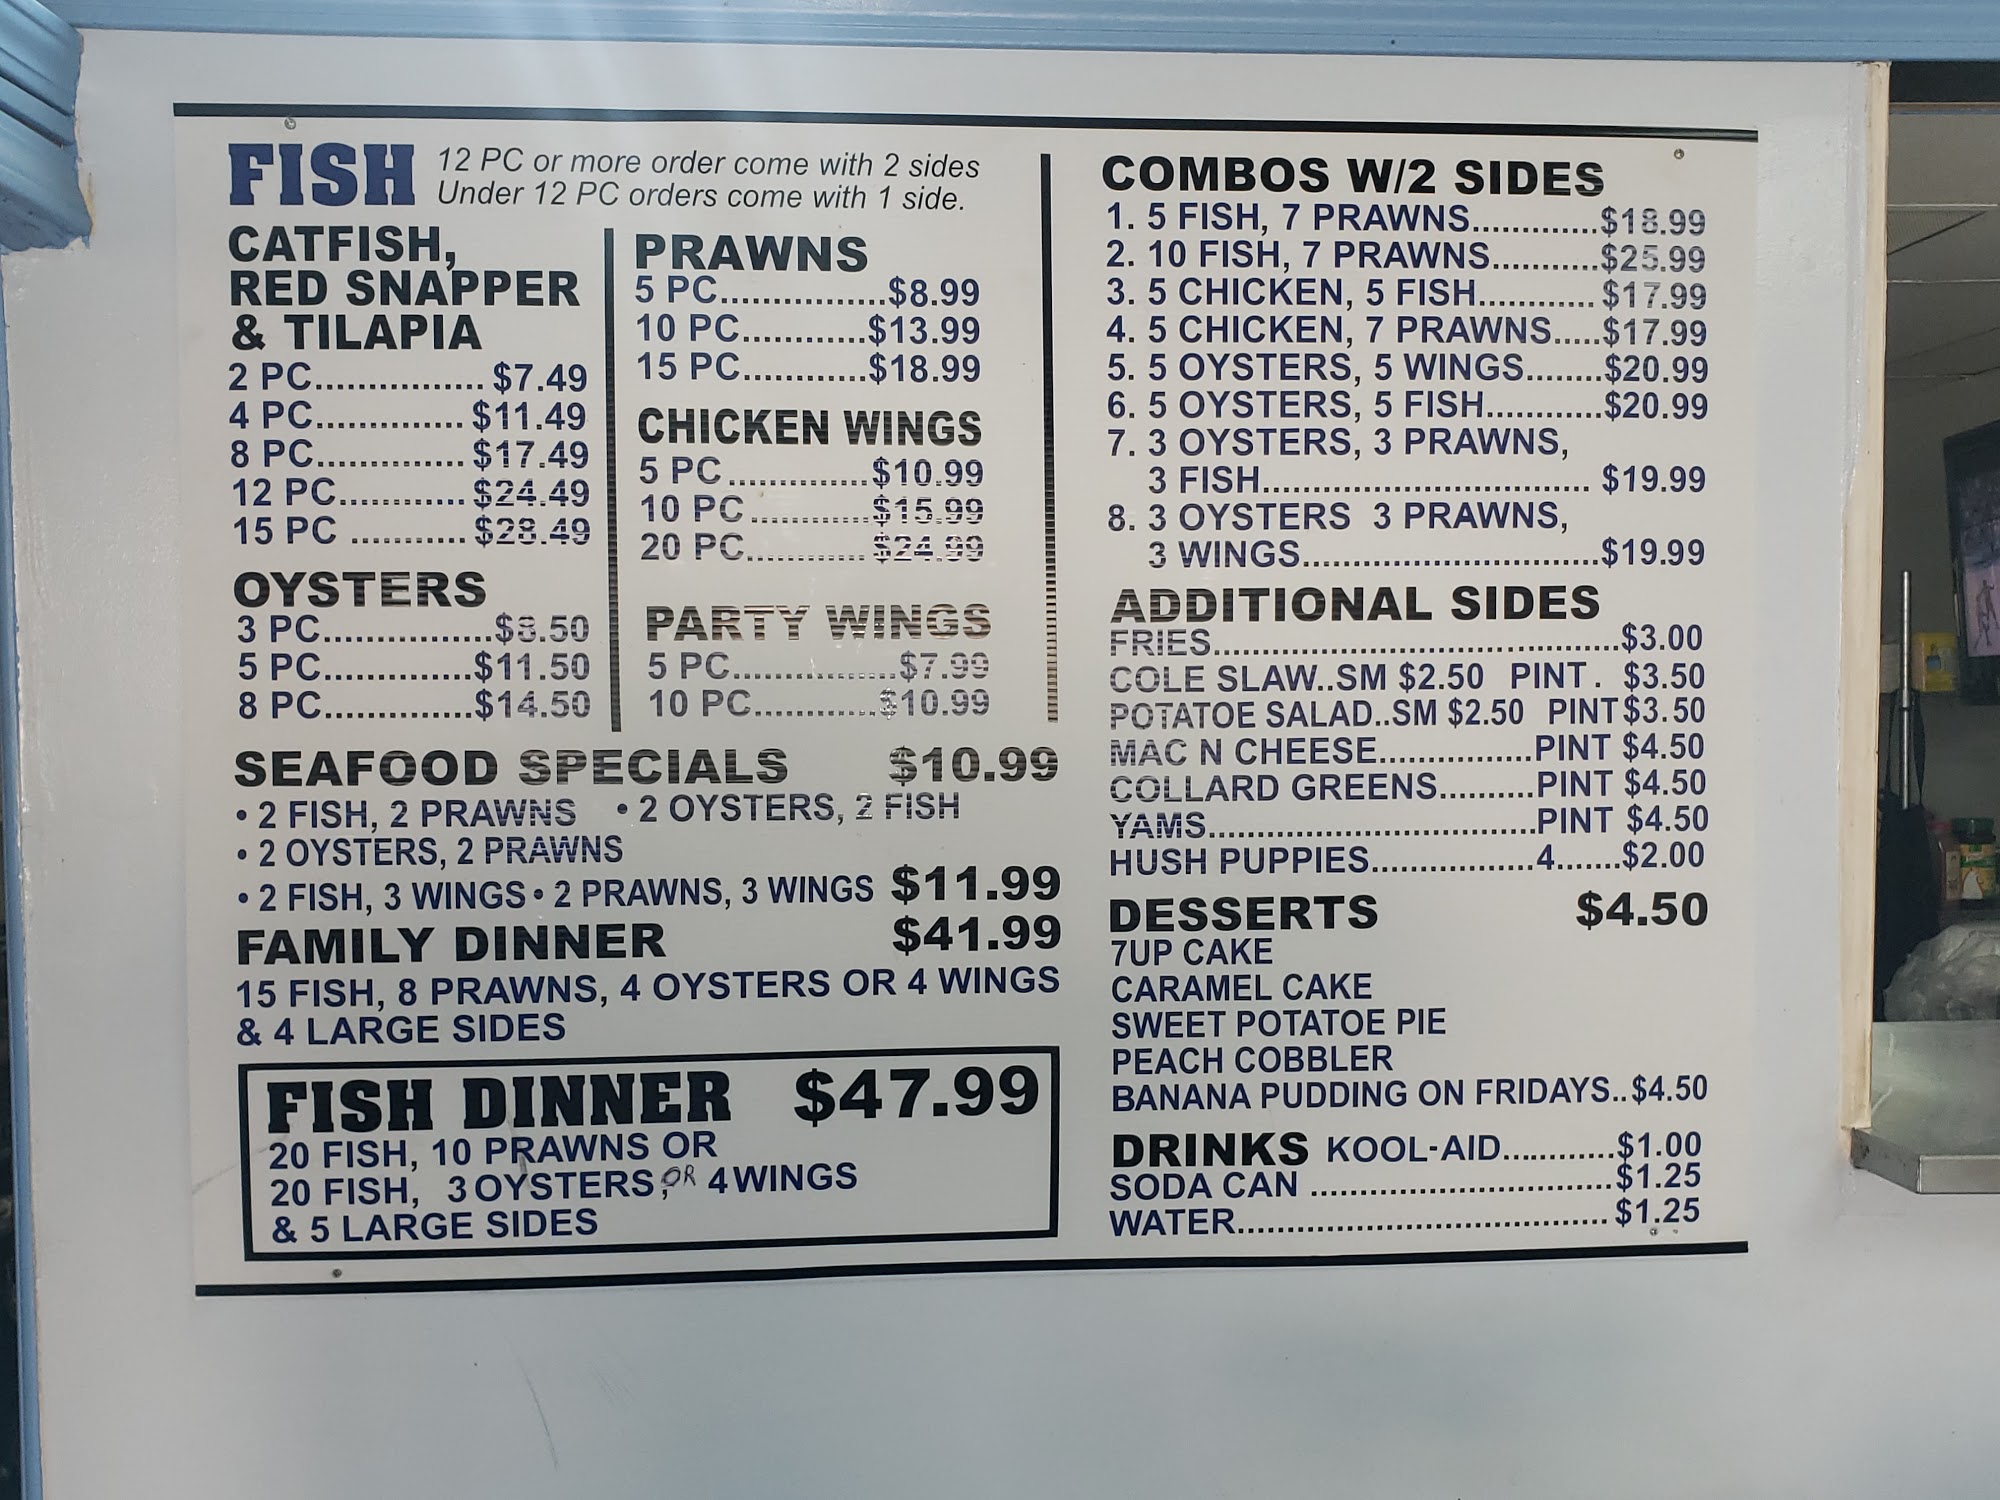 FISH 12 PC or more order come with 2 sides
Under 12 PC orders come with 1 side.
CATFISH,
RED SNAPPER
& TILAPIA
2 PC................ $7.49
4 PC.............. $11.49
8 PC.............. $17.49
12 PC............ $24.49
15 PC ........... $28.49
OYSTERS
3 PC................$8.50
5 PC..............$11.50
8 PC..............$14.50
PRAWNS
5 PC................$8.99
10 PC............$13.99
15 PC............$18.99
CHICKEN WINGS
5 PC..............$10.99
10 PC............$15.99
20 PC............ $24.99
PARTY WINGS
5 PC................$7.99
10 PC............$10.99
SEAFOOD SPECIALS $10.99
• 2 FISH, 2 PRAWNS • 2 OYSTERS, 2 FISH
• 2 OYSTERS, 2 PRAWNS
• 2 FISH, 3 WINGS • 2 PRAWNS, 3 WINGS $11.99
FAMILY DINNER $41.99
15 FISH, 8 PRAWNS, 4 OYSTERS OR 4 WINGS
& 4 LARGE SIDES
FISH DINNER $47.99
20 FISH, 10 PRAWNS OR
20 FISH, 3 OYSTERS, OR 4 WINGS
& 5 LARGE SIDES
COMBOS W/2 SIDES
1. 5 FISH, 7 PRAWNS.............$18.99
2. 10 FISH, 7 PRAWNS...........$25.99
3. 5 CHICKEN, 5 FISH............ $17.99
4. 5 CHICKEN, 7 PRAWNS.....$17.99
5. 5 OYSTERS, 5 WINGS........$20.99
6. 5 OYSTERS, 5 FISH............$20.99
7. 3 OYSTERS, 3 PRAWNS,
3 FISH................................. $19.99
8. 3 OYSTERS 3 PRAWNS,
3 WINGS..............................$19.99
ADDITIONAL SIDES
FRIES........................................$3.00
COLE SLAW..SM $2.50 PINT. $3.50
POTATOE SALAD..SM $2.50 PINT $3.50
MAC N CHEESE...............PINT $4.50
COLLARD GREENS..........PINT $4.50
YAMS.................................PINT $4.50
HUSH PUPPIES................4.......$2.00
DESSERTS $4.50
7UP CAKE
CARAMEL CAKE
SWEET POTATOE PIE
PEACH COBBLER
BANANA PUDDING ON FRIDAYS..$4.50
DRINKS KOOL-AID...........$1.00
SODA CAN ..............................$1.25
WATER..................................... $1.25